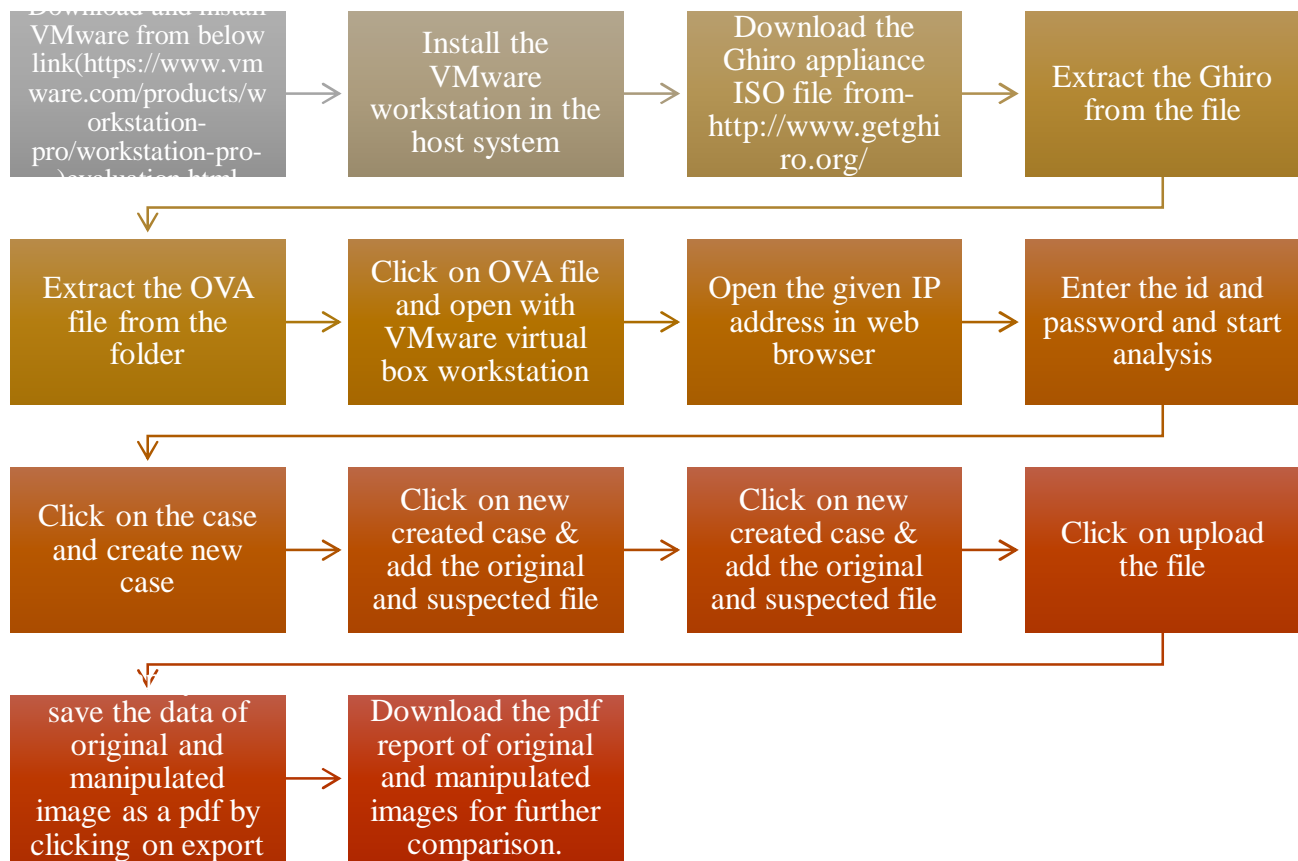 Download and install
VMware from below
link(https://www.vm
ware.com/products/w
orkstation-
pro/workstation-pro-
)evaluation.html
Install the
VMware
workstation in the
host system
Download the
Ghiro appliance
ISO file from-
http://www.getghi
ro.org/
Extract the Ghiro
from the file
Extract the OVA
file from the
folder
Click on OVA file
and open with
VMware virtual
box workstation
Open the given IP
address in web
browser
Enter the id and
password and start
analysis
Click on the case
and create new
case
Click on new
created case &
add the original
and suspected file
Click on new
created case &
add the original
and suspected file
Click on upload
the file
save the data of
original and
manipulated
image as a pdf by
clicking on export
Download the pdf
report of original
and manipulated
images for further
comparison.